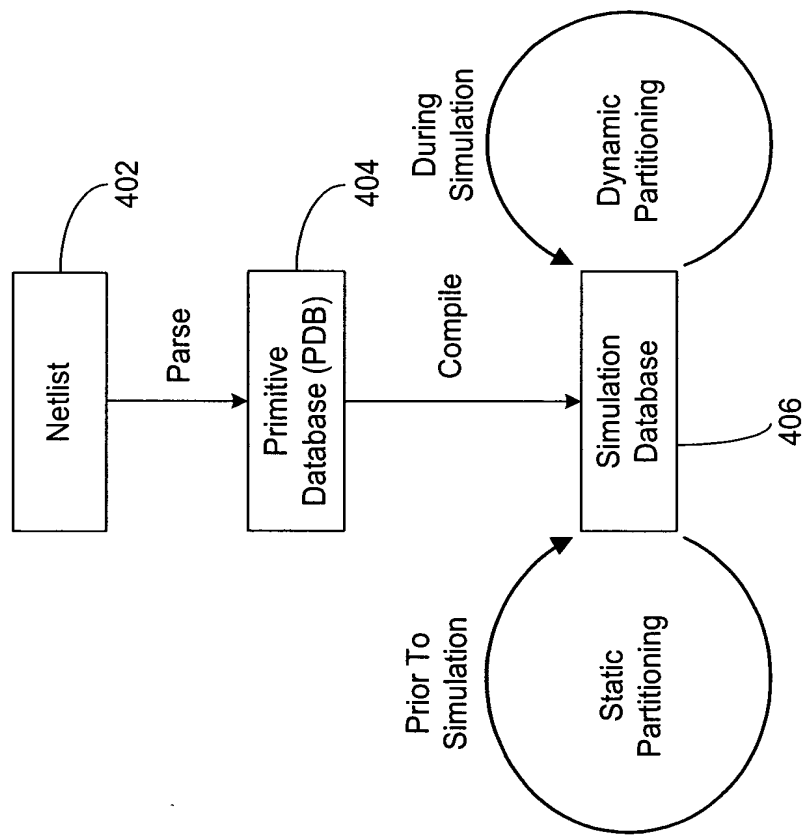 Netlist
402
Parse
Primitive
Database (PDB)
404
Compile
Prior To
Simulation
During
Simulation
Static
Partitioning
Simulation
Database
406
Dynamic
Partitioning